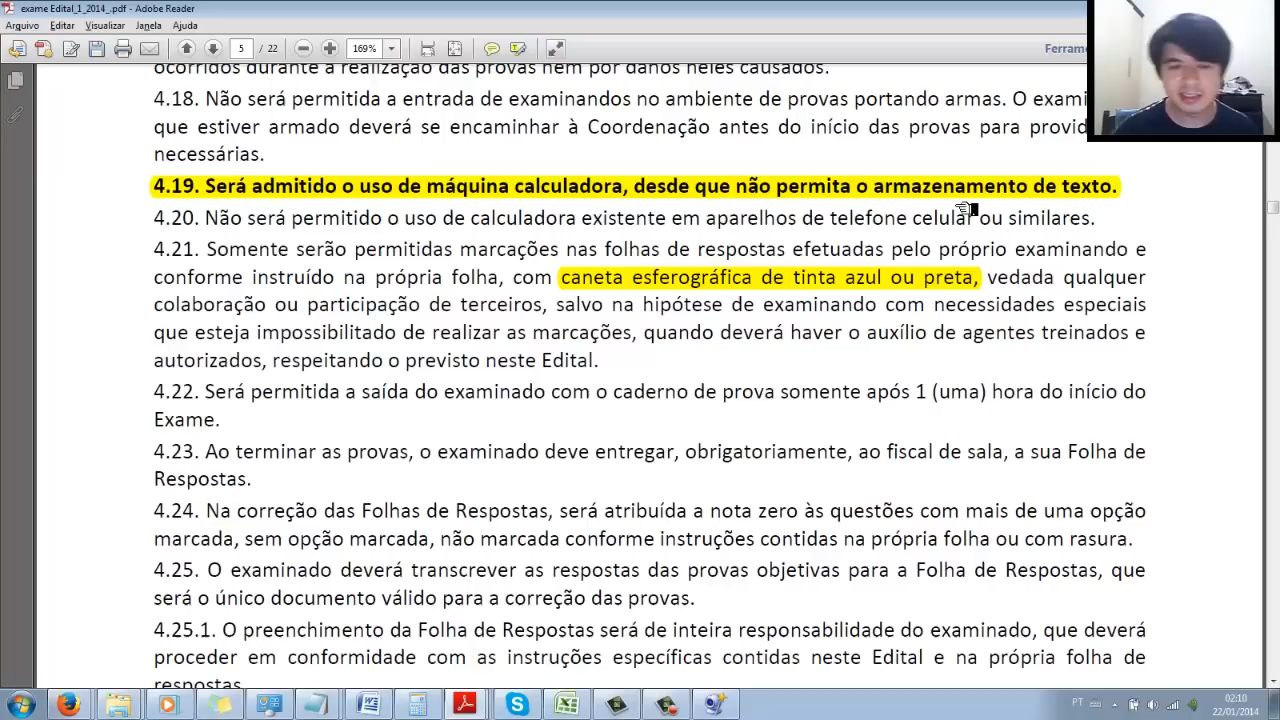 exame Edital_1_2014_.pdf - Adobe Reader
Arquivo Editar Visualizar Janela Ajuda
5 / 22 169% Ferram
ocorridos durante a realização das provas nem por danos neles causados.
4.18. Não será permitida a entrada de examinandos no ambiente de provas portando armas. O exami
que estiver armado deverá se encaminhar à Coordenação antes do início das provas para provid
necessárias.
4.19. Será admitido o uso de máquina calculadora, desde que não permita o armazenamento de texto.
4.20. Não será permitido o uso de calculadora existente em aparelhos de telefone celular ou similares.
4.21. Somente serão permitidas marcações nas folhas de respostas efetuadas pelo próprio examinando e
conforme instruído na própria folha, com caneta esferográfica de tinta azul ou preta, vedada qualquer
colaboração ou participação de terceiros, salvo na hipótese de examinando com necessidades especiais
que esteja impossibilitado de realizar as marcações, quando deverá haver o auxílio de agentes treinados e
autorizados, respeitando o previsto neste Edital.
4.22. Será permitida a saída do examinado com o caderno de prova somente após 1 (uma) hora do início do
Exame.
4.23. Ao terminar as provas, o examinado deve entregar, obrigatoriamente, ao fiscal de sala, a sua Folha de
Respostas.
4.24. Na correção das Folhas de Respostas, será atribuída a nota zero às questões com mais de uma opção
marcada, sem opção marcada, não marcada conforme instruções contidas na própria folha ou com rasura.
4.25. O examinado deverá transcrever as respostas das provas objetivas para a Folha de Respostas, que
será o único documento válido para a correção das provas.
4.25.1. O preenchimento da Folha de Respostas será de inteira responsabilidade do examinado, que deverá
proceder em conformidade com as instruções específicas contidas neste Edital e na própria folha de
respostas.
PT 02:10
22/01/2014